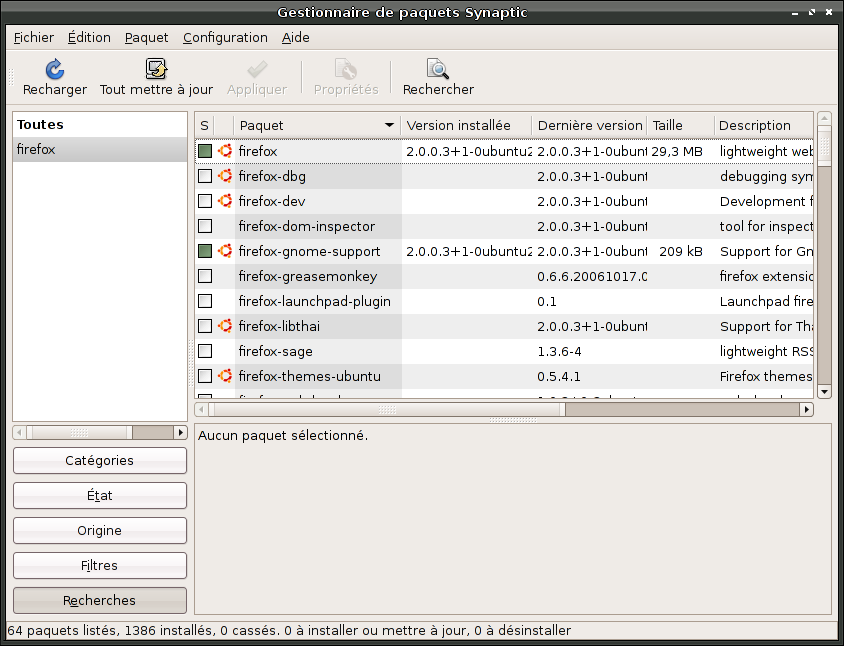 Gestionnaire de paquets Synaptic
Fichier Édition Paquet Configuration Aide
Recharger Tout mettre à jour Appliquer Propriétés Rechercher
Toutes
firefox
S Paquet Version installée Dernière version Taille Description
firefox 2.0.0.3+1-0ubuntu2 2.0.0.3+1-0ubunt 29,3 MB lightweight web
firefox-dbg 2.0.0.3+1-0ubunt debugging sym
firefox-dev 2.0.0.3+1-0ubunt Development f
firefox-dom-inspector tool for inspect
firefox-gnome-support 2.0.0.3+1-0ubuntu2 2.0.0.3+1-0ubunt 209 kB Support for Gn
firefox-greasemonkey 0.6.6.20061017.0 firefox extensio
firefox-launchpad-plugin 0.1 Launchpad fire
firefox-libthai 2.0.0.3+1-0ubunt Support for Tha
firefox-sage 1.3.6-4 lightweight RSS
firefox-themes-ubuntu 0.5.4.1 Firefox themes
Catégories
État
Origine
Filtres
Recherches
Aucun paquet sélectionné.
64 paquets listés, 1386 installés, 0 cassés. 0 à installer ou mettre à jour, 0 à désinstaller